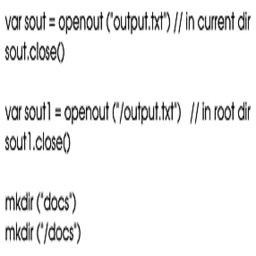 var sout = openout ("output.txt") // in current dir
sout.close()
var sout1 = openout ("/output.txt") // in root dir
sout1.close()
mkdir ("docs")
mkdir ("/docs")